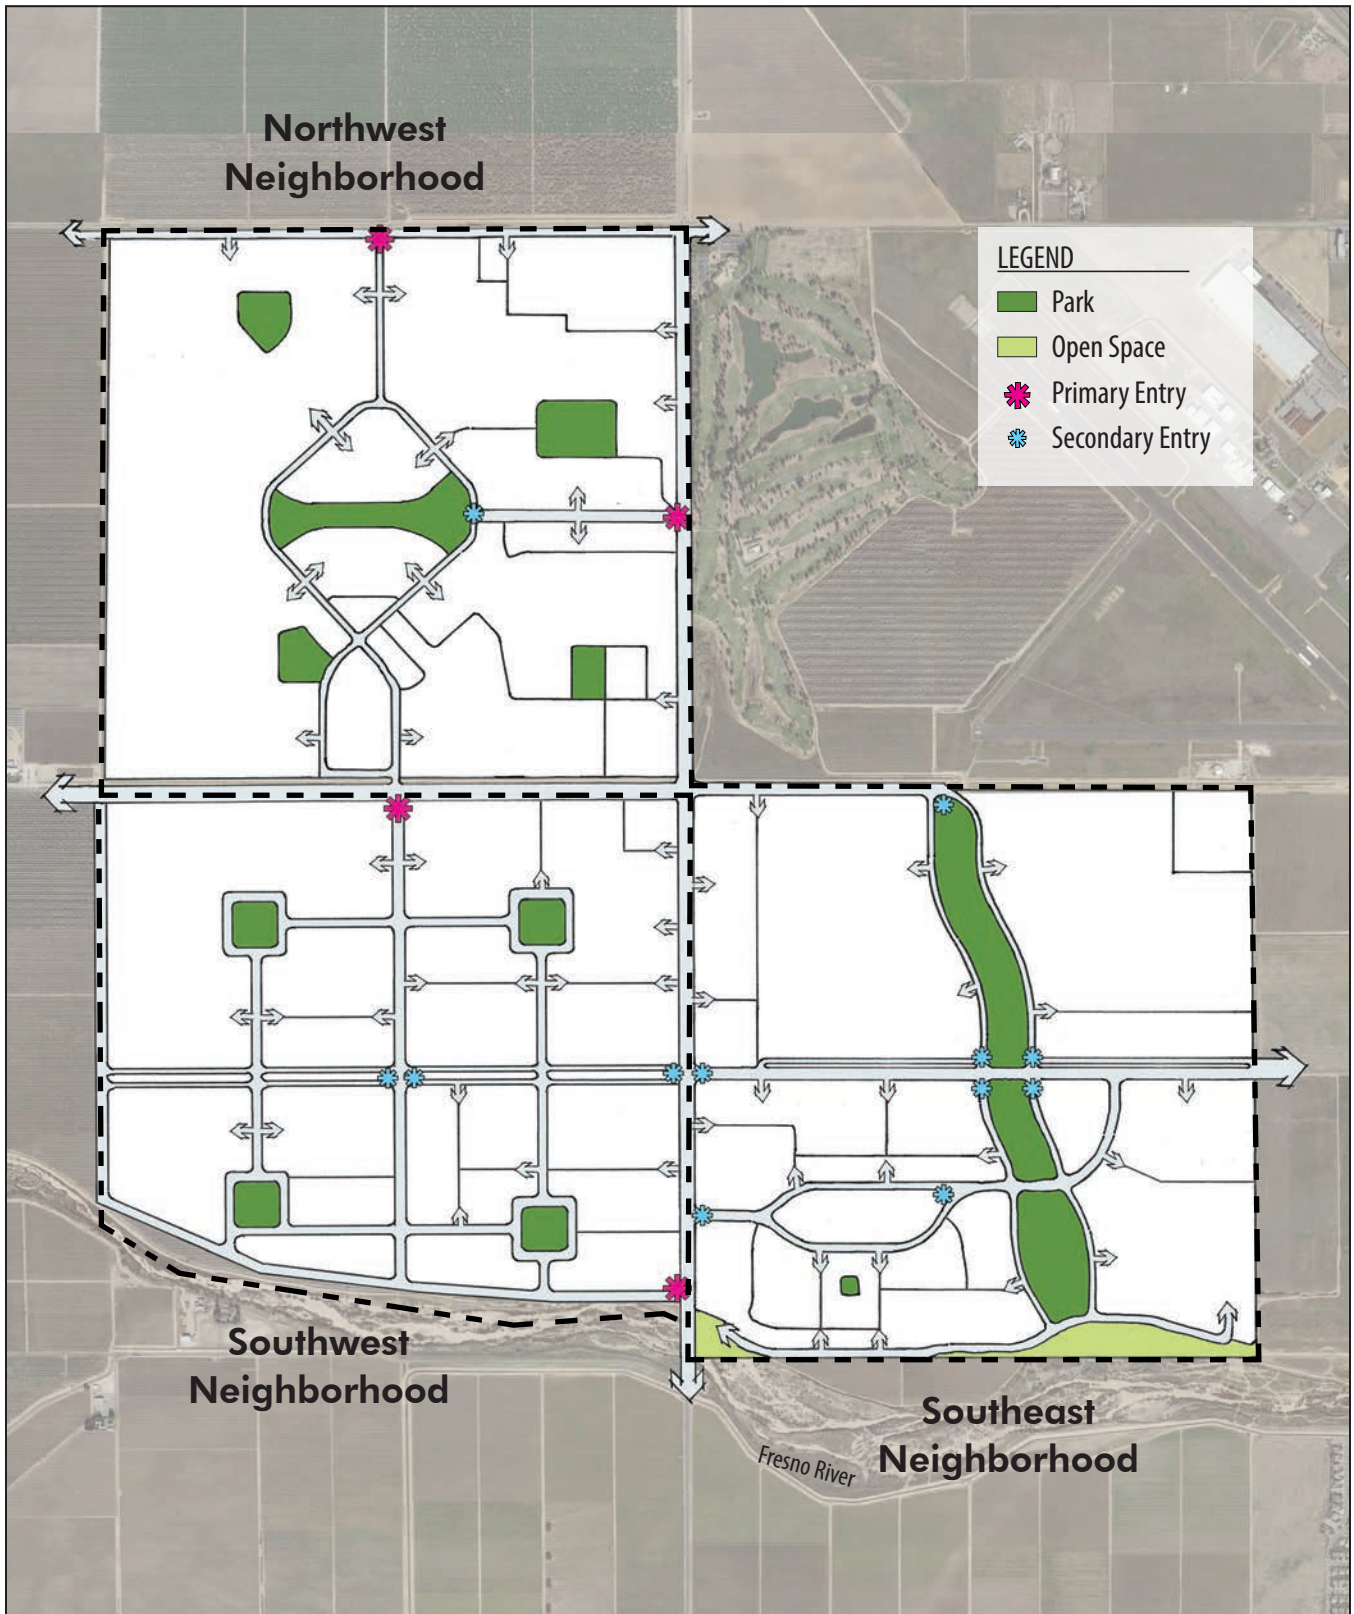 Northwest
Neighborhood
LEGEND
Park
Open Space
Primary Entry
Secondary Entry
Southwest
Neighborhood
Southeast
Neighborhood
Fresno River